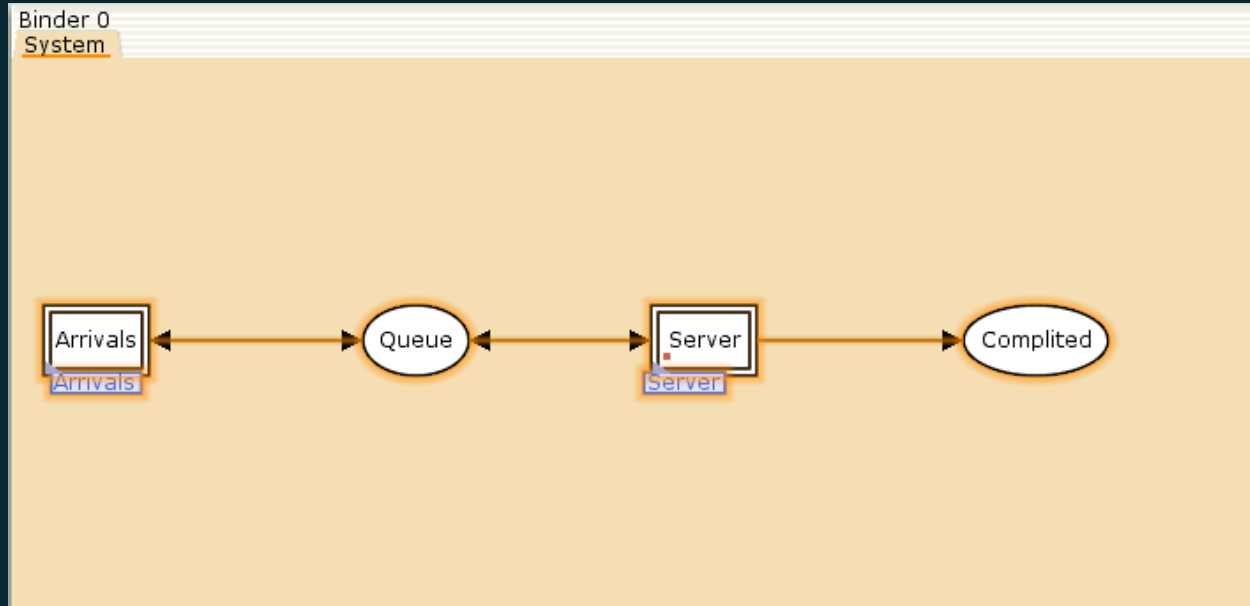 Binder 0
System
Arrivals
Queue
Server
Complited
Arrivals
Server